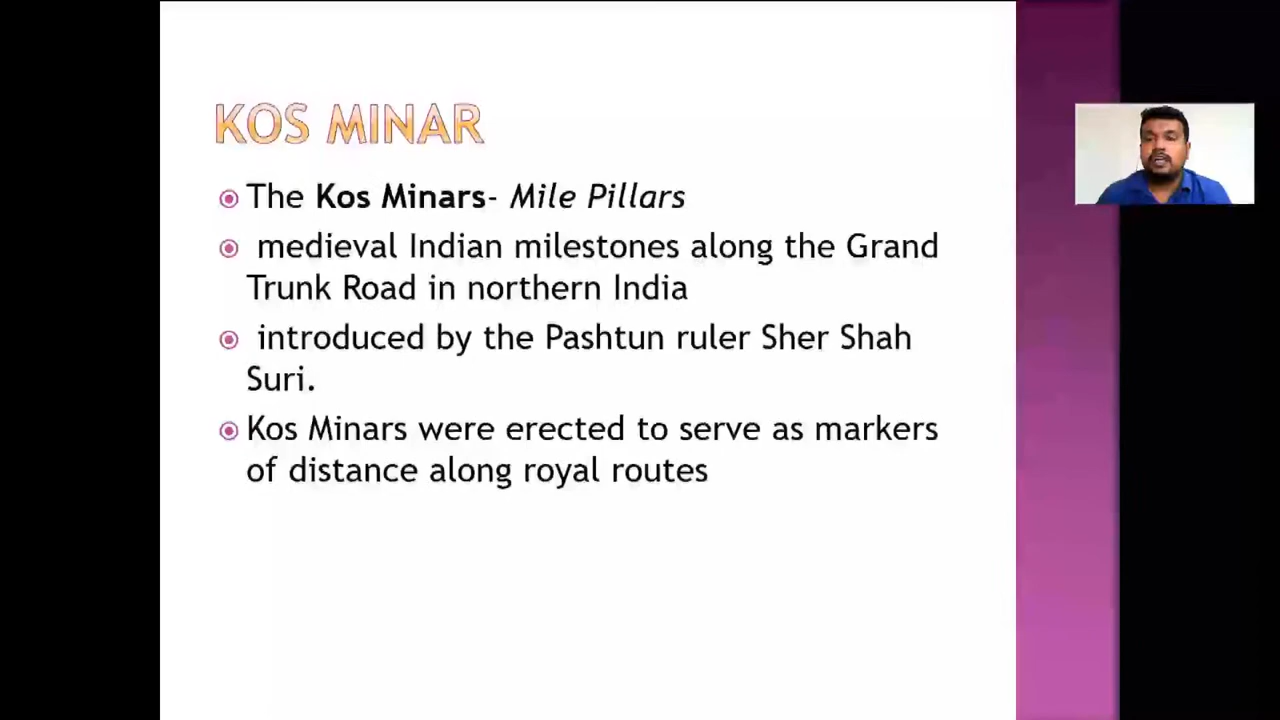 KOS MINAR
The Kos Minars- Mile Pillars
medieval Indian milestones along the Grand
Trunk Road in northern India
introduced by the Pashtun ruler Sher Shah
Suri.
Kos Minars were erected to serve as markers
of distance along royal routes